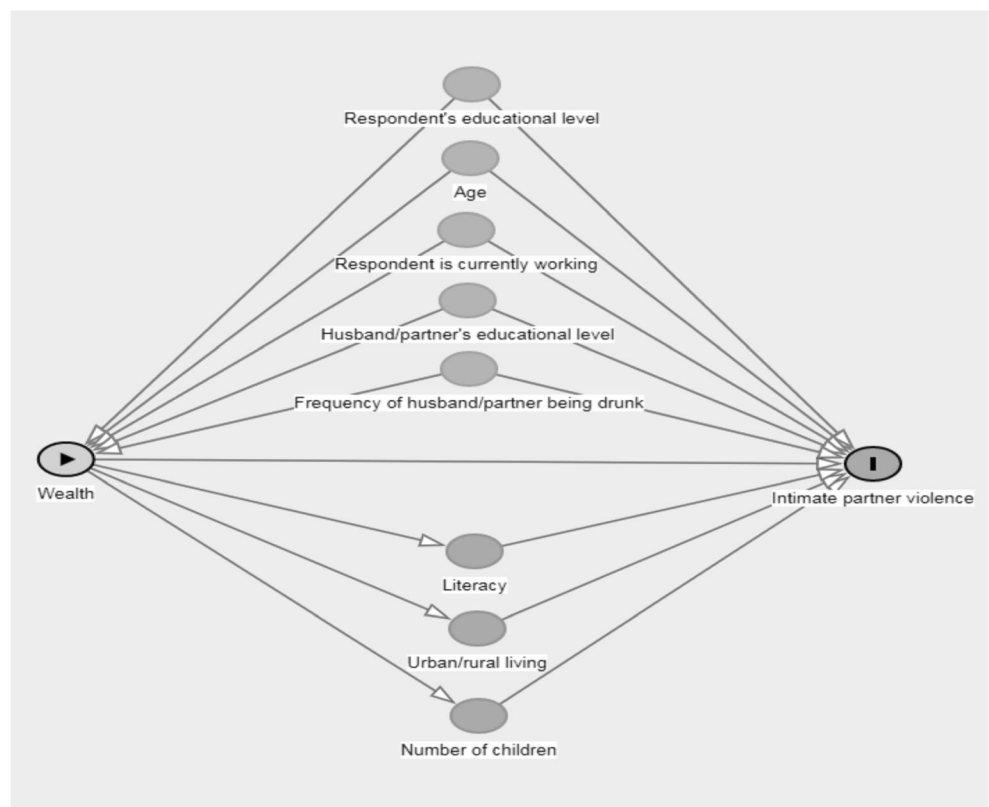 Respondent's educational level
Age
Respondent is currently working
Husband/partner's educational level
Frequency of husband/partner being drunk
Wealth
Intimate partner violence
Literacy
Urban/rural living
Number of children